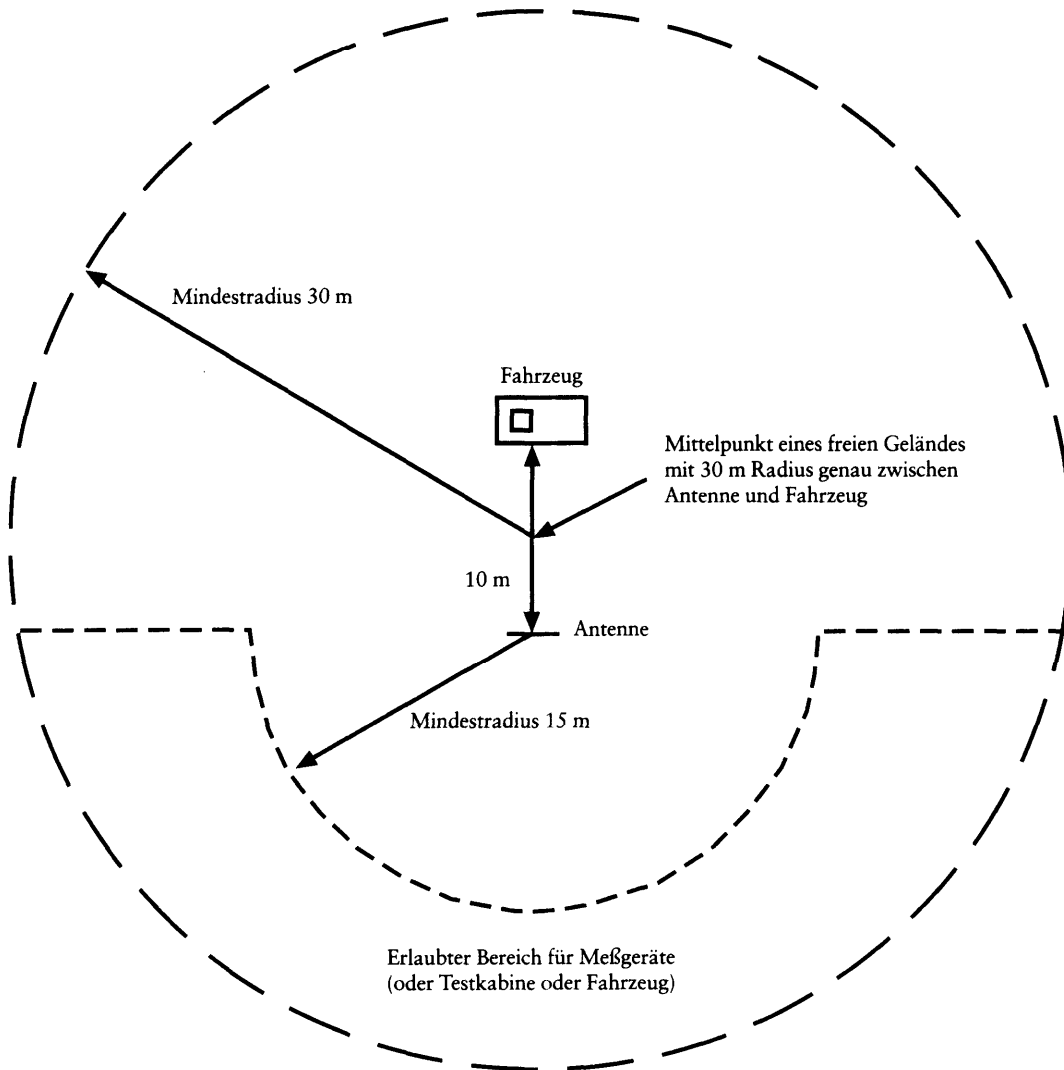 Mindestradius 30 m
Fahrzeug
Mittelpunkt eines freien Geländes
mit 30 m Radius genau zwischen
Antenne und Fahrzeug
10 m
Antenne
Mindestradius 15 m
Erlaubter Bereich für Meßgeräte
(oder Testkabine oder Fahrzeug)